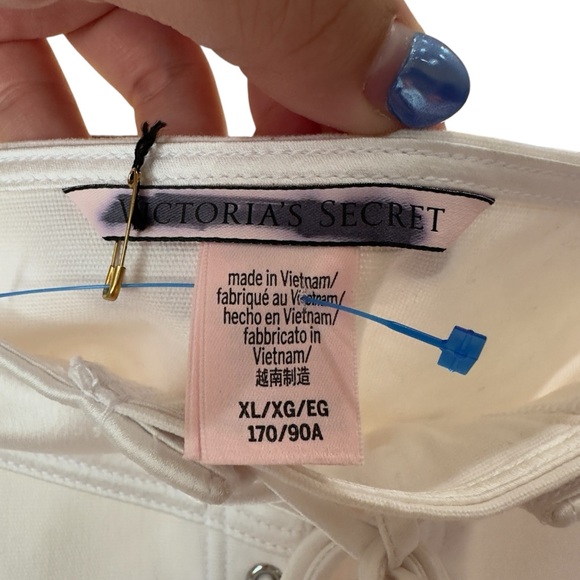 VICTORIA'S SECRET
made in Vietnam/
fabriqué au Vietnam/
hecho en Vietnam/
fabbricato in
Vietnam/
越南制造
XL/XG/EG
170/90A